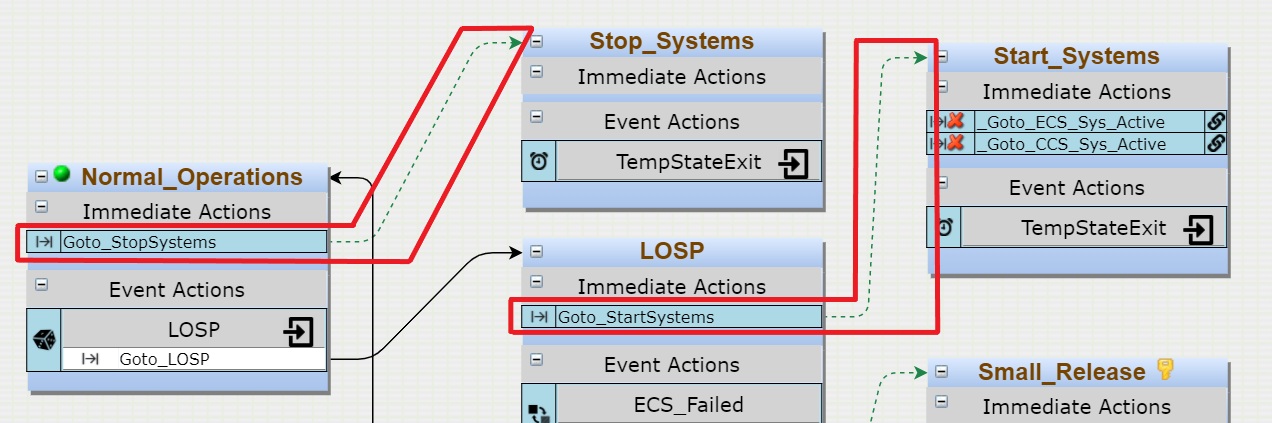 Normal_Operations
Immediate Actions
Goto_StopSystems
Event Actions
LOSP
Goto_LOSP
Stop_Systems
Immediate Actions
Event Actions
TempStateExit
LOSP
Immediate Actions
Goto_StartSystems
Event Actions
ECS_Failed
Start_Systems
Immediate Actions
_Goto_ECS_Sys_Active
_Goto_CCS_Sys_Active
Event Actions
TempStateExit
Small_Release
Immediate Actions